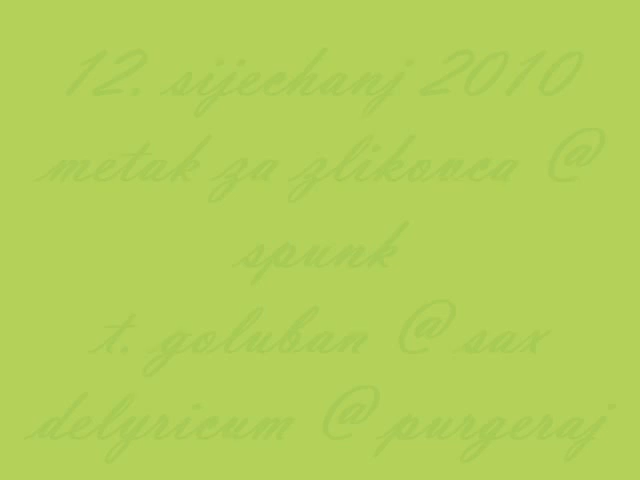 12. sijechanj 2010
metak za zlikovca @
spunk
t. goluban @ sax
delyricum @ purgeraj